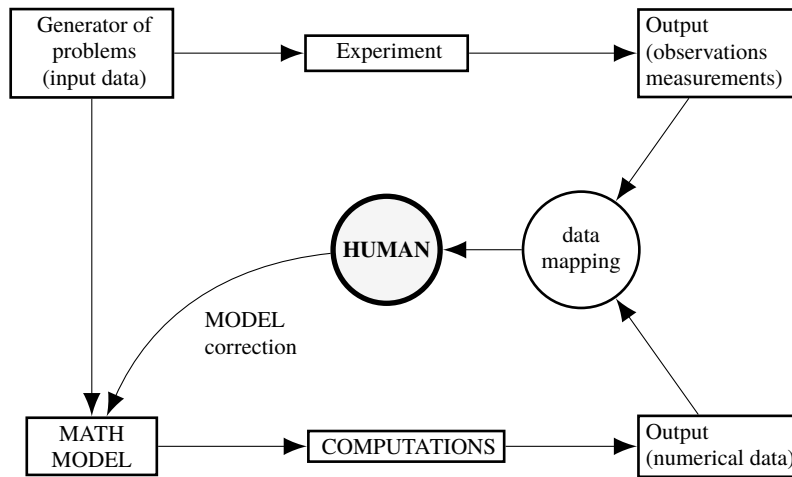 Generator of
problems
(input data)
Experiment
Output
(observations
measurements)
HUMAN
data
mapping
MODEL
correction
MATH
MODEL
COMPUTATIONS
Output
(numerical data)